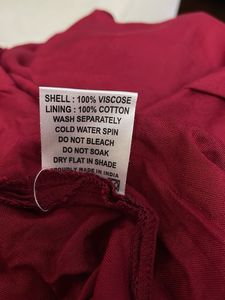 SHELL : 100% VISCOSE
LINING : 100% COTTON
WASH SEPARATELY
COLD WATER SPIN
DO NOT BLEACH
DO NOT SOAK
DRY FLAT IN SHADE
PROUDLY MADE IN INDIA